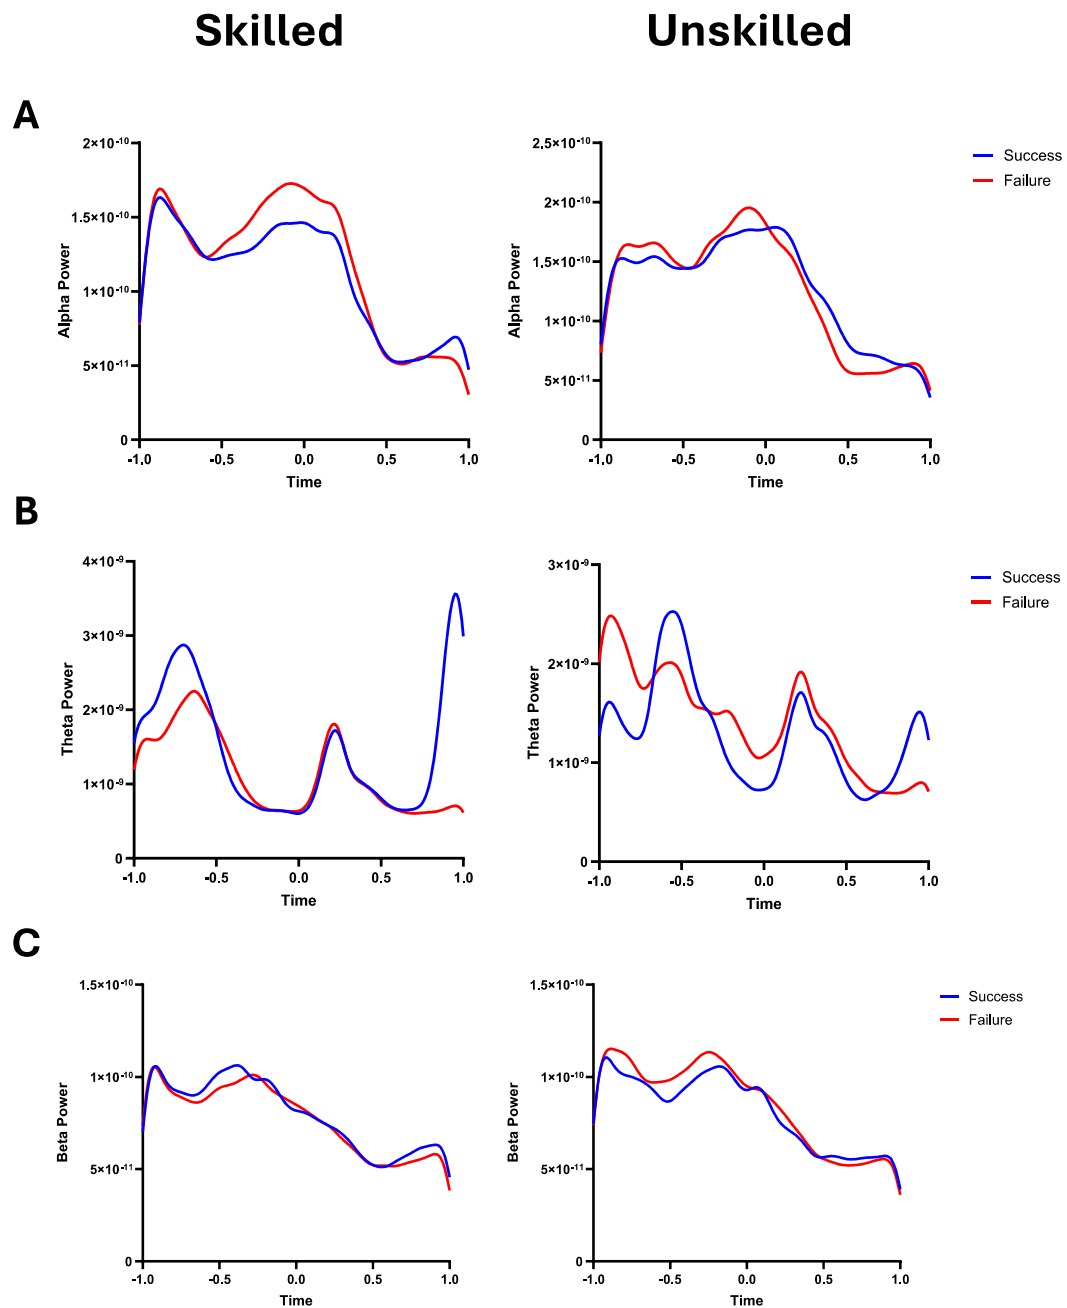 Skilled Unskilled
A
2×10⁻¹⁰
1.5×10⁻¹⁰
1×10⁻¹⁰
5×10⁻¹¹
0
Alpha Power
-1.0 -0.5 0.0 0.5 1.0
Time
2.5×10⁻¹⁰
2×10⁻¹⁰
1.5×10⁻¹⁰
1×10⁻¹⁰
5×10⁻¹¹
0
Alpha Power
-1.0 -0.5 0.0 0.5 1.0
Time
Success
Failure
B
4×10⁻⁹
3×10⁻⁹
2×10⁻⁹
1×10⁻⁹
0
Theta Power
-1.0 -0.5 0.0 0.5 1.0
Time
3×10⁻⁹
2×10⁻⁹
1×10⁻⁹
0
Theta Power
-1.0 -0.5 0.0 0.5 1.0
Time
Success
Failure
C
1.5×10⁻¹⁰
1×10⁻¹⁰
5×10⁻¹¹
0
Beta Power
-1.0 -0.5 0.0 0.5 1.0
Time
1.5×10⁻¹⁰
1×10⁻¹⁰
5×10⁻¹¹
0
Beta Power
-1.0 -0.5 0.0 0.5 1.0
Time
Success
Failure